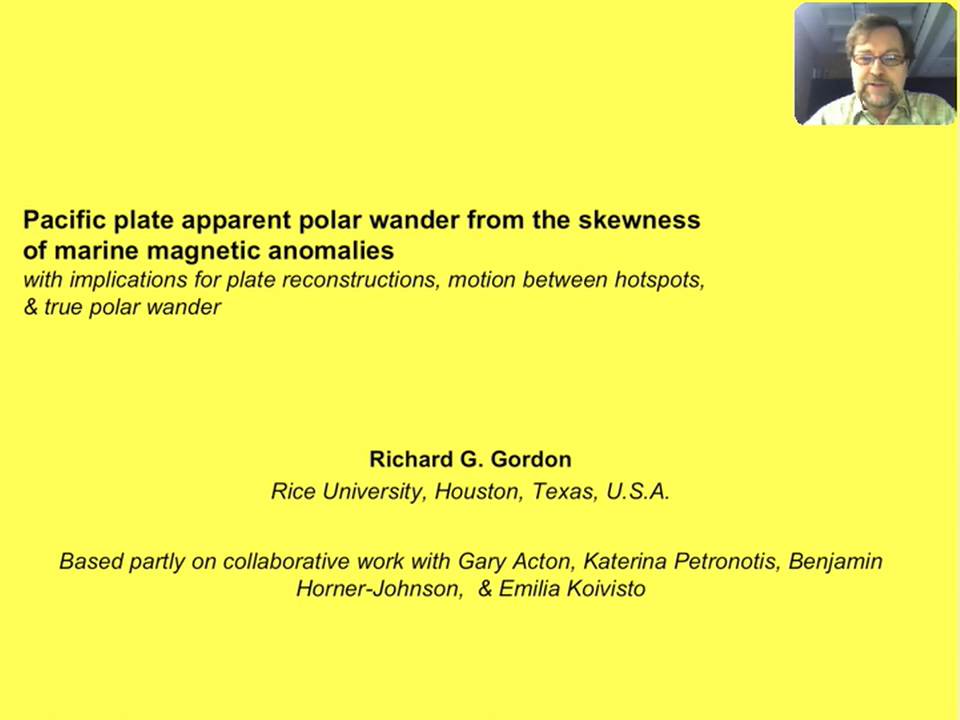 Pacific plate apparent polar wander from the skewness
of marine magnetic anomalies
with implications for plate reconstructions, motion between hotspots,
& true polar wander
Richard G. Gordon
Rice University, Houston, Texas, U.S.A.
Based partly on collaborative work with Gary Acton, Katerina Petronotis, Benjamin
Horner-Johnson,  & Emilia Koivisto